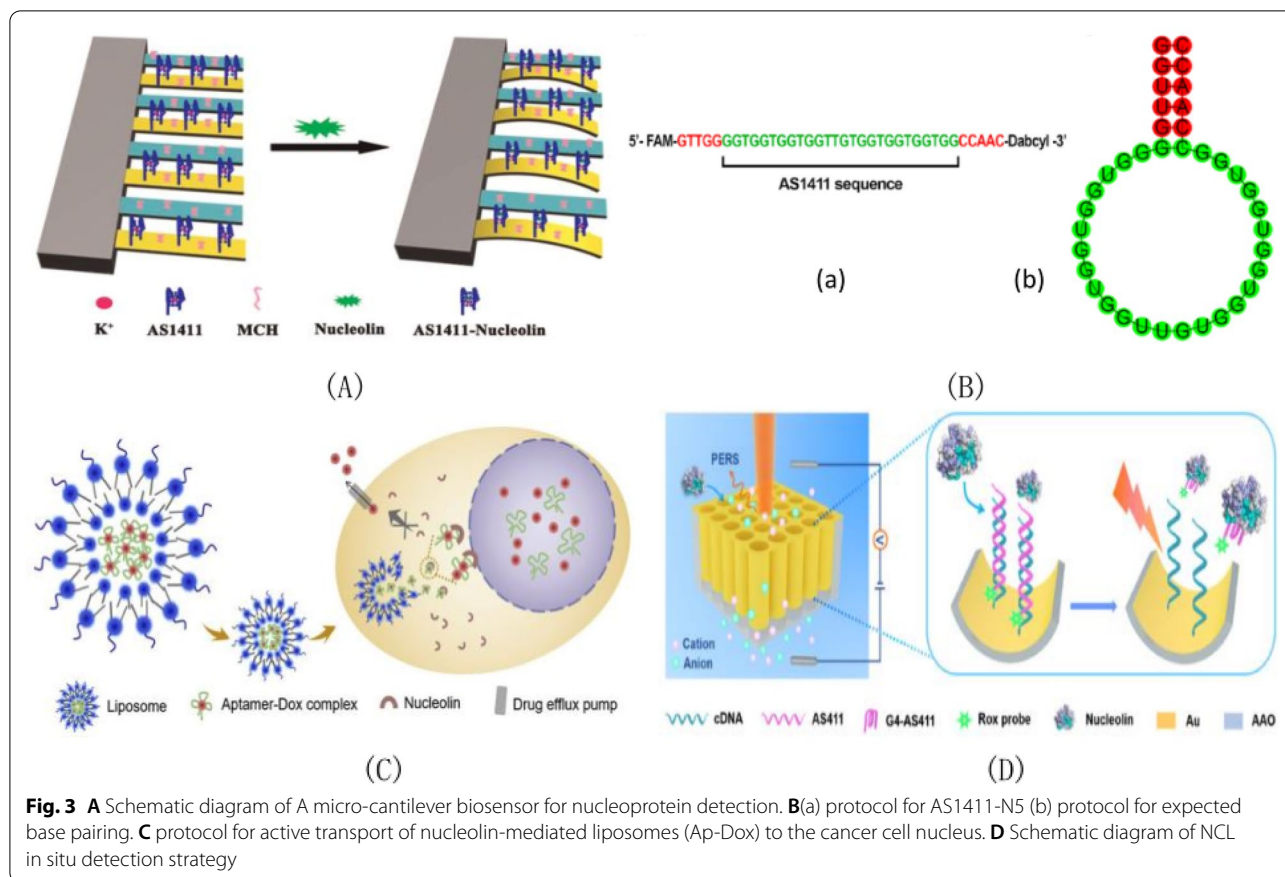 K⁺ AS1411 MCH Nucleolin AS1411-Nucleolin
(A)
5'- FAM-GTTGGGGTGGTGGTGGTTGTGGTGGTGGTGGCCAAC-Dabcyl -3'
AS1411 sequence
(a)
(b)
G C
G C
U A
U A
G C
(B)
Liposome Aptamer-Dox complex Nucleolin Drug efflux pump
(C)
PERS
A
Cation
Anion
cDNA AS411 G4-AS411 Rox probe Nucleolin Au AAO
(D)
Fig. 3 A Schematic diagram of A micro-cantilever biosensor for nucleoprotein detection. B(a) protocol for AS1411-N5 (b) protocol for expected
base pairing. C protocol for active transport of nucleolin-mediated liposomes (Ap-Dox) to the cancer cell nucleus. D Schematic diagram of NCL
in situ detection strategy